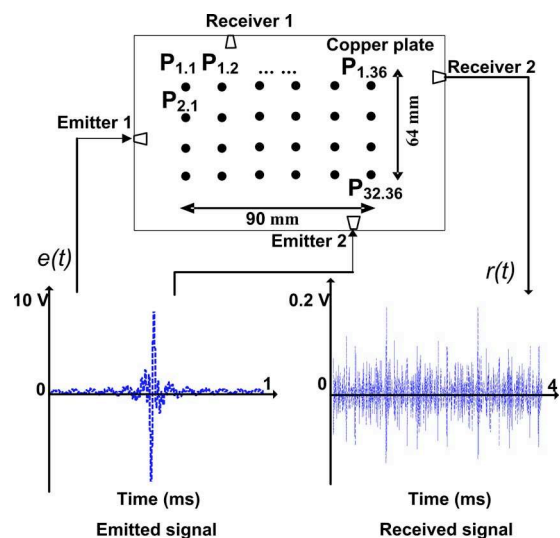 Receiver 1
Copper plate
P1.1 P1.2 ... ... P1.36
Receiver 2
P2.1
Emitter 1
64 mm
P32.36
90 mm
Emitter 2
e(t)
r(t)
10 V
0
1
Time (ms)
Emitted signal
0.2 V
0
4
Time (ms)
Received signal